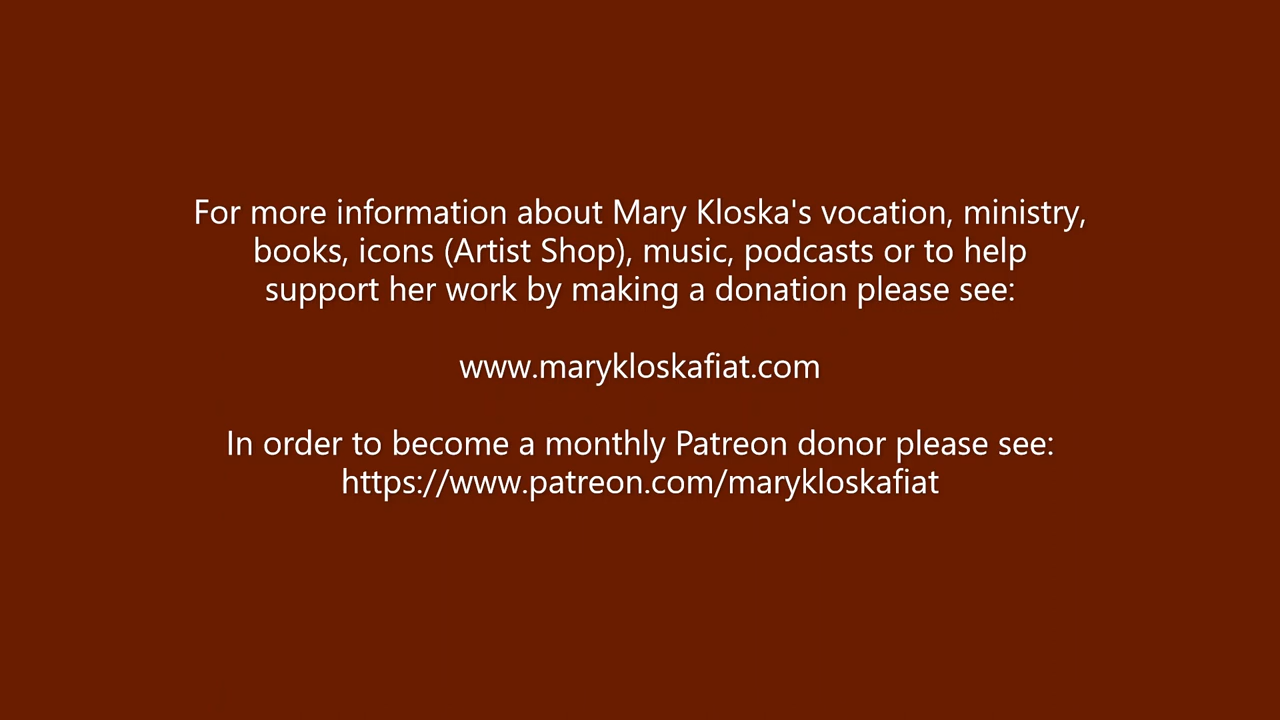 For more information about Mary Kloska's vocation, ministry,
books, icons (Artist Shop), music, podcasts or to help
support her work by making a donation please see:
www.marykloskafiat.com
In order to become a monthly Patreon donor please see:
https://www.patreon.com/marykloskafiat